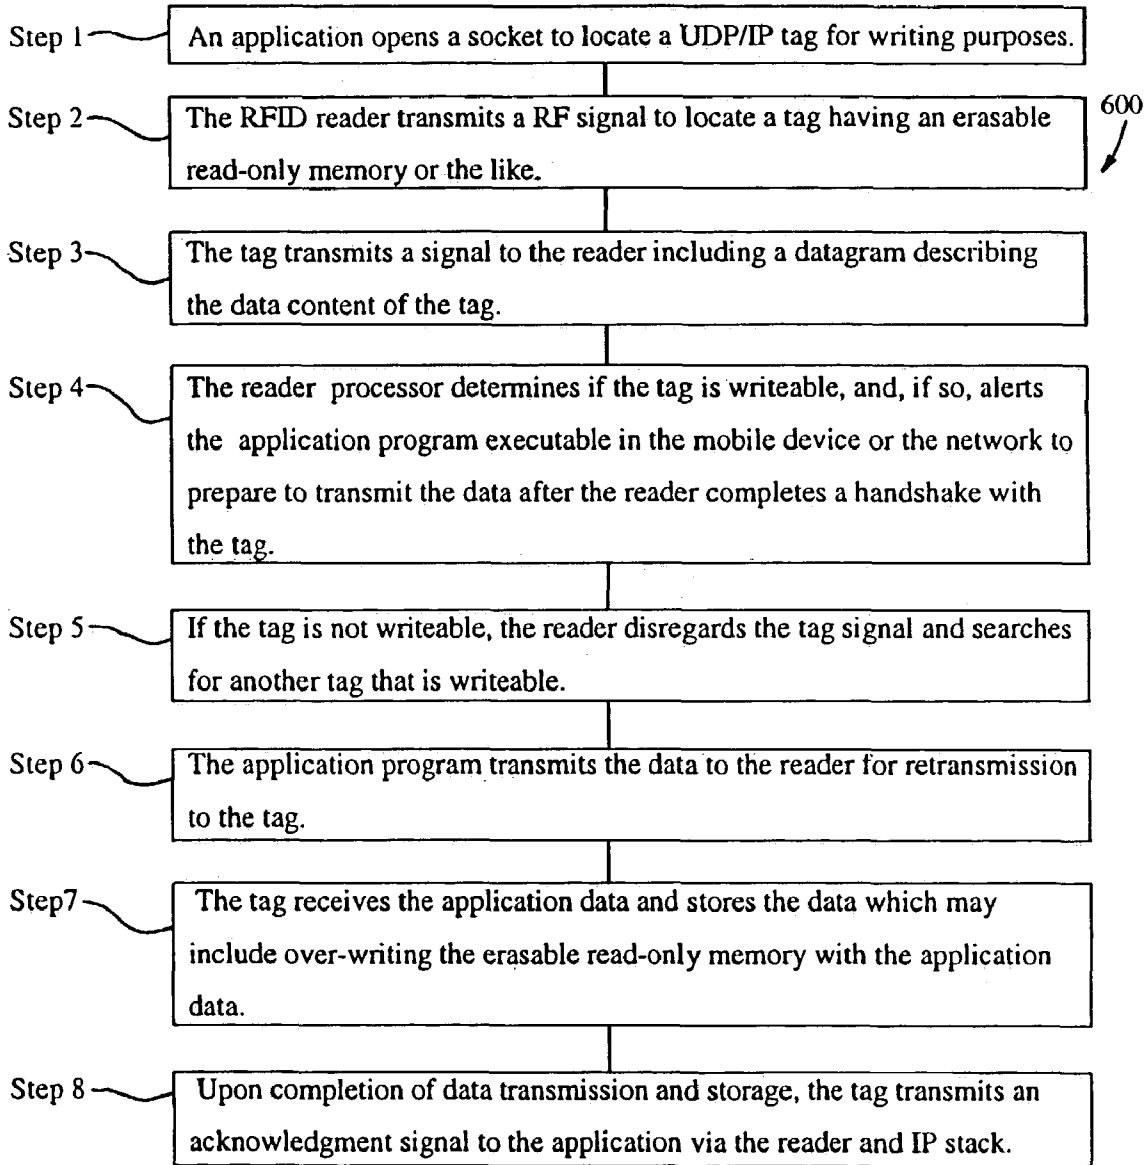 Step 1
An application opens a socket to locate a UDP/IP tag for writing purposes.
Step 2
The RFID reader transmits a RF signal to locate a tag having an erasable
read-only memory or the like.
600
Step 3
The tag transmits a signal to the reader including a datagram describing
the data content of the tag.
Step 4
The reader processor determines if the tag is writeable, and, if so, alerts
the application program executable in the mobile device or the network to
prepare to transmit the data after the reader completes a handshake with
the tag.
Step 5
If the tag is not writeable, the reader disregards the tag signal and searches
for another tag that is writeable.
Step 6
The application program transmits the data to the reader for retransmission
to the tag.
Step7
The tag receives the application data and stores the data which may
include over-writing the erasable read-only memory with the application
data.
Step 8
Upon completion of data transmission and storage, the tag transmits an
acknowledgment signal to the application via the reader and IP stack.